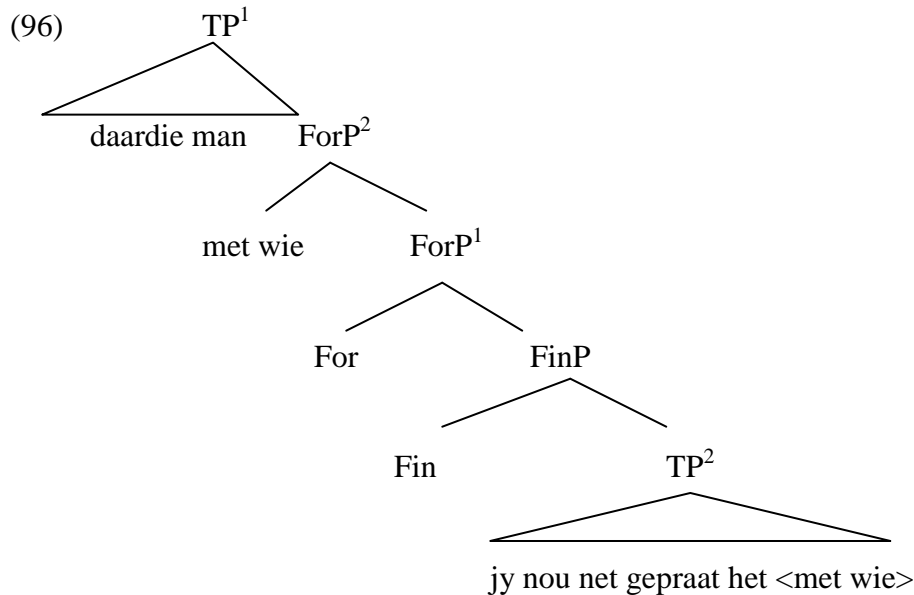 (96) TP¹
daardie man ForP²
met wie ForP¹
For FinP
Fin TP²
jy nou net gepraat het <met wie>